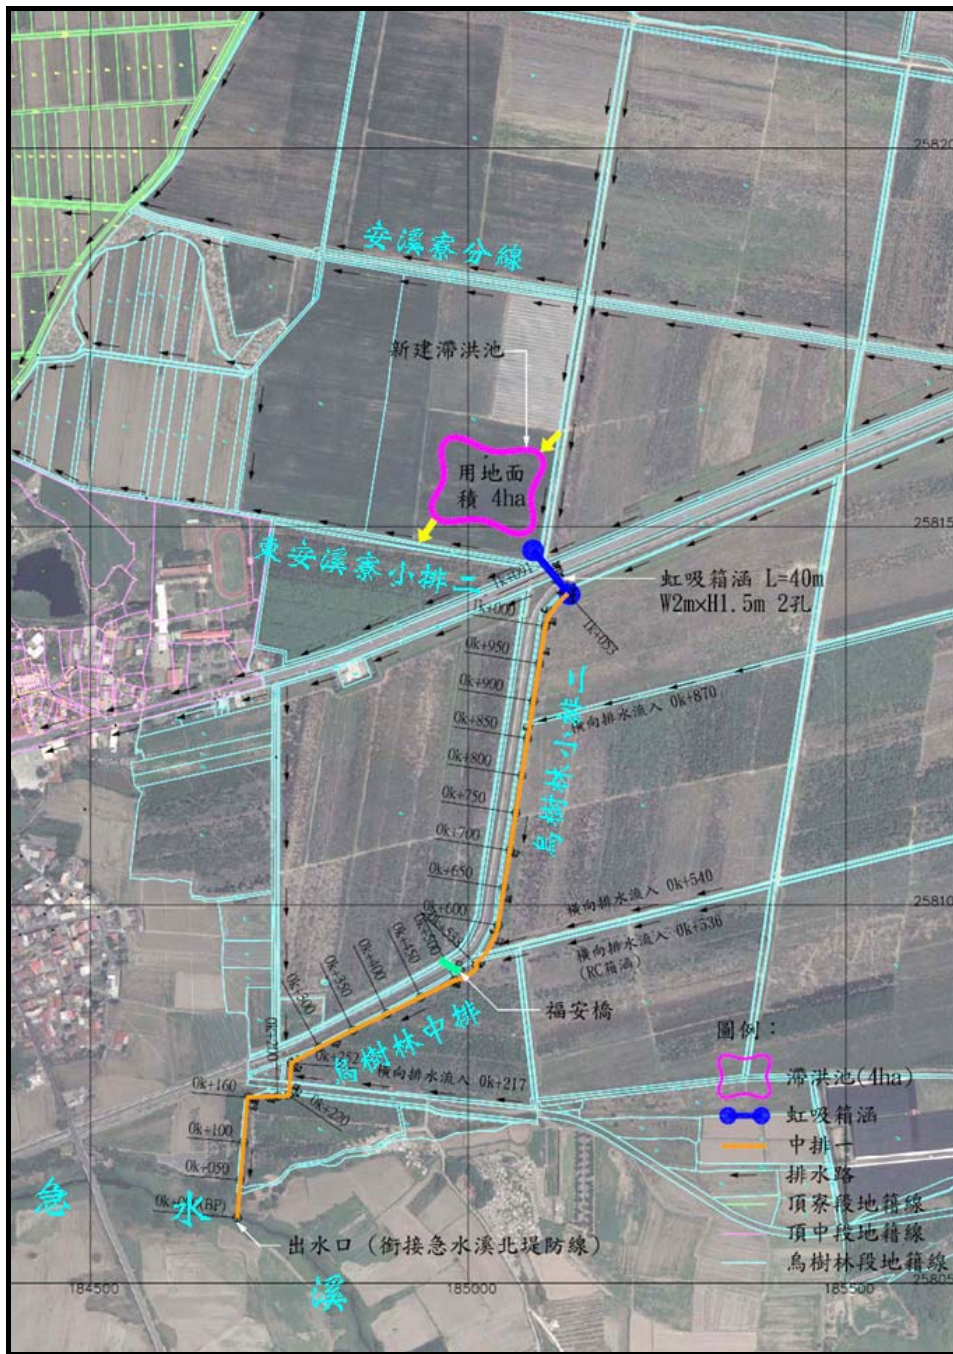 25820
安溪寮分線
新建滯洪池
用地面
積 4ha
25815
東安溪寮小排二
虹吸箱涵 L=40m
W2m×H1.5m 2孔
1k+091
1k+053
1k+000
0k+950
0k+900
0k+850
0k+800
0k+750
0k+700
0k+650
0k+600
烏樹林小排二
橫向排水流入 0k+870
橫向排水流入 0k+540
橫向排水流入 0k+536
(RC箱涵)
25810
0k+538
0k+500
0k+450
0k+400
0k+350
0k+300
福安橋
烏樹林中排
0k+252
0k+200
橫向排水流入 0k+217
0k+220
0k+160
0k+100
0k+050
0k+000(BP)
急
水
溪
出水口 (銜接急水溪北堤防線)
圖例：
滯洪池(4ha)
虹吸箱涵
中排一
排水路
頂寮段地籍線
頂中段地籍線
烏樹林段地籍線
184500
185000
185500
25805